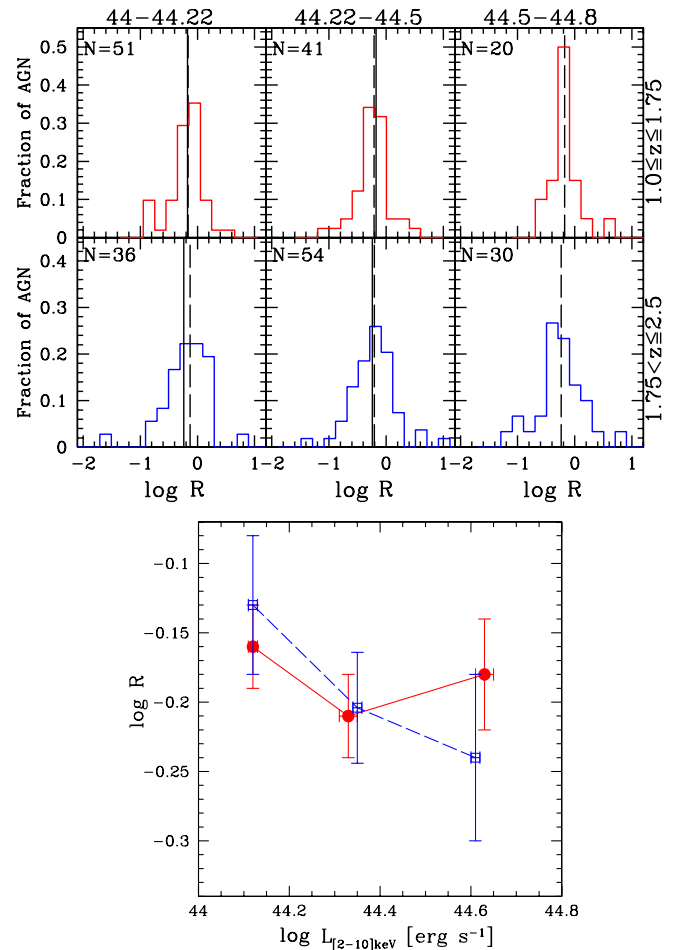 44−44.22 44.22−44.5 44.5−44.8
N=51 N=41 N=20
0.5
0.4
0.3
0.2
0.1
0
Fraction of AGN
1.0≤z≤1.75
N=36 N=54 N=30
0.4
0.2
0
Fraction of AGN
1.75<z≤2.5
−2 −1 0 1 −2 −1 0 1 −2 −1 0 1
log R log R log R
−0.1
−0.15
−0.2
−0.25
−0.3
log R
44 44.2 44.4 44.6 44.8
log L[2−10]keV [erg s−1]